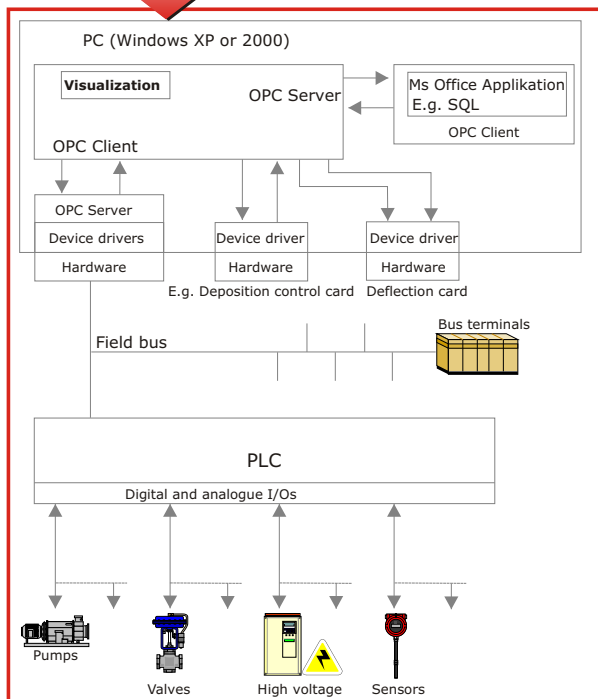 PC (Windows XP or 2000)
Visualization
OPC Server
OPC Client
Ms Office Applikation
E.g. SQL
OPC Client
OPC Server
Device drivers
Hardware
Device driver
Hardware
E.g. Deposition control card
Device driver
Hardware
Deflection card
Bus terminals
Field bus
PLC
Digital and analogue I/Os
Pumps
Valves
High voltage
Sensors